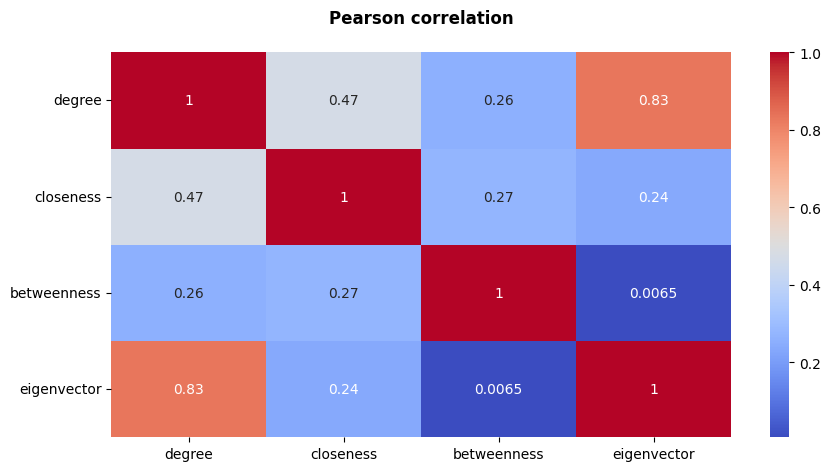 Pearson correlation
degree 1 0.47 0.26 0.83
closeness 0.47 1 0.27 0.24
betweenness 0.26 0.27 1 0.0065
eigenvector 0.83 0.24 0.0065 1
degree closeness betweenness eigenvector
1.0
0.8
0.6
0.4
0.2